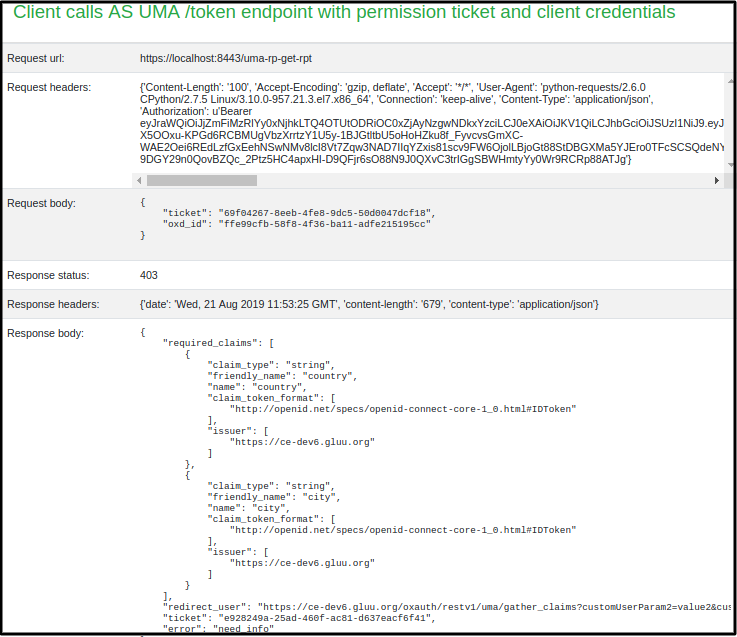 Client calls AS UMA /token endpoint with permission ticket and client credentials
Request url: https://localhost:8443/uma-rp-get-rpt
Request headers: {'Content-Length': '100', 'Accept-Encoding': 'gzip, deflate', 'Accept': '*/*', 'User-Agent': 'python-requests/2.6.0
CPython/2.7.5 Linux/3.10.0-957.21.3.el7.x86_64', 'Connection': 'keep-alive', 'Content-Type': 'application/json',
'Authorization': u'Bearer
eyJraWQiOiJjZmFiMzRlYy0xNjhkLTQ4OTUtODRiOC0xZjAyNzgwNDkxYzciLCJ0eXAiOiJKV1QiLCJhbGciOiJSUzI1NiJ9.eyJ
X5OOxu-KPGd6RCBMUgVbzXrrtzY1U5y-1BJGtltbU5oHoHZku8f_FyvcvsGmXC-
WAE2Oei6REdLzfGxEehNSwNMv8lcI8Vt7Zqw3NAD7IIqYZxis81scv9FW6OjolLBjoGt88StDBGXMa5YJEro0TFcSCSQdeNY
9DGY29n0QovBZQc_2Ptz5HC4apxHI-D9QFjr6sO88N9J0QXvC3trIGgSBWHmtyYy0Wr9RCRp88ATJg'}
Request body: {
"ticket": "69f04267-8eeb-4fe8-9dc5-50d0047dcf18",
"oxd_id": "ffe99cfb-58f8-4f36-ba11-adfe215195cc"
}
Response status: 403
Response headers: {'date': 'Wed, 21 Aug 2019 11:53:25 GMT', 'content-length': '679', 'content-type': 'application/json'}
Response body: {
"required_claims": [
{
"claim_type": "string",
"friendly_name": "country",
"name": "country",
"claim_token_format": [
"http://openid.net/specs/openid-connect-core-1_0.html#IDToken"
],
"issuer": [
"https://ce-dev6.gluu.org"
]
},
{
"claim_type": "string",
"friendly_name": "city",
"name": "city",
"claim_token_format": [
"http://openid.net/specs/openid-connect-core-1_0.html#IDToken"
],
"issuer": [
"https://ce-dev6.gluu.org"
]
}
],
"redirect_user": "https://ce-dev6.gluu.org/oxauth/restv1/uma/gather_claims?customUserParam2=value2&cus
"ticket": "e928249a-25ad-460f-ac81-d637eacf6f41",
"error": "need_info"